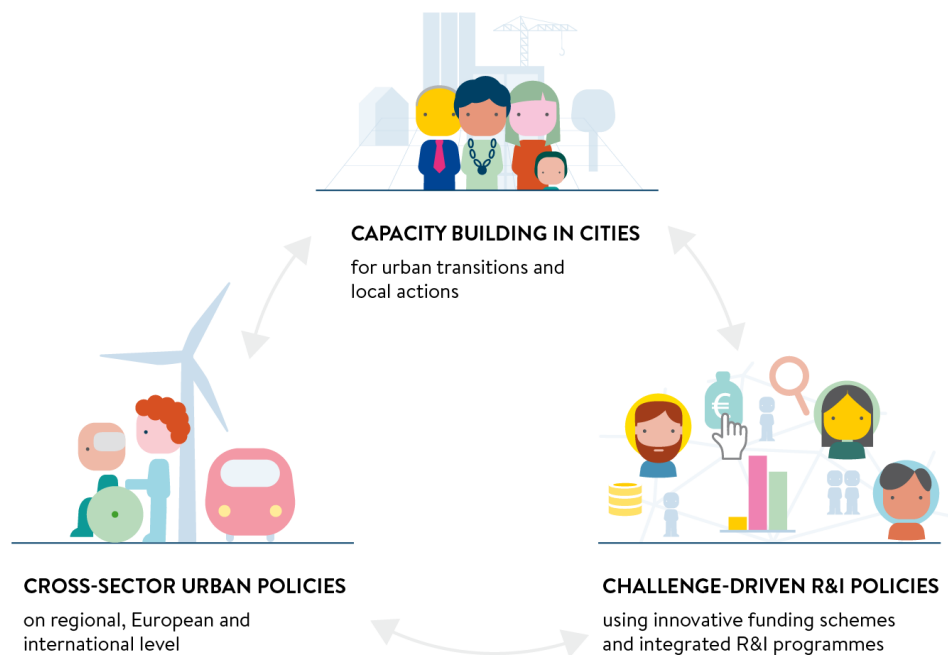 CAPACITY BUILDING IN CITIES
for urban transitions and
local actions
€
CROSS-SECTOR URBAN POLICIES
on regional, European and
international level
CHALLENGE-DRIVEN R&I POLICIES
using innovative funding schemes
and integrated R&I programmes